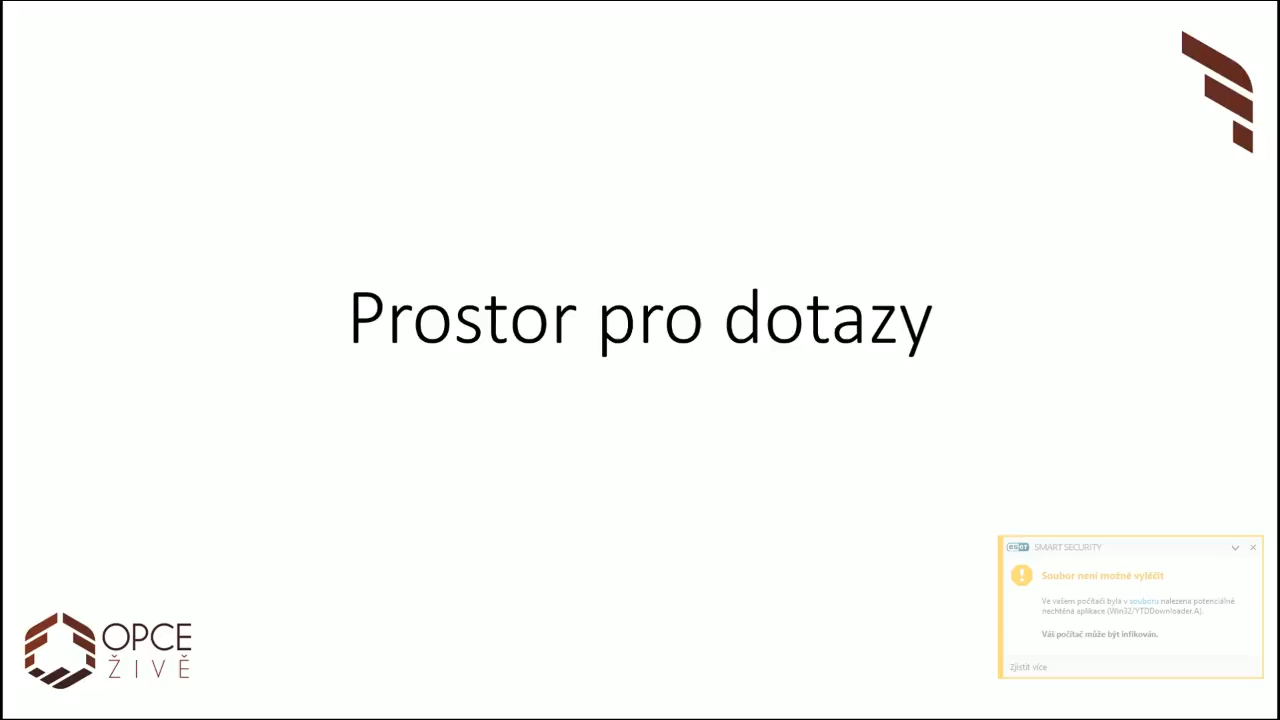 Prostor pro dotazy
OPCE
ŽIVĚ
eset SMART SECURITY
Soubor není možné vyléčit
Ve vašem počítači byla v souboru nalezena potenciálně
nechtěná aplikace (Win32/YTDDownloader.A).
Váš počítač může být infikován.
Zjistit více